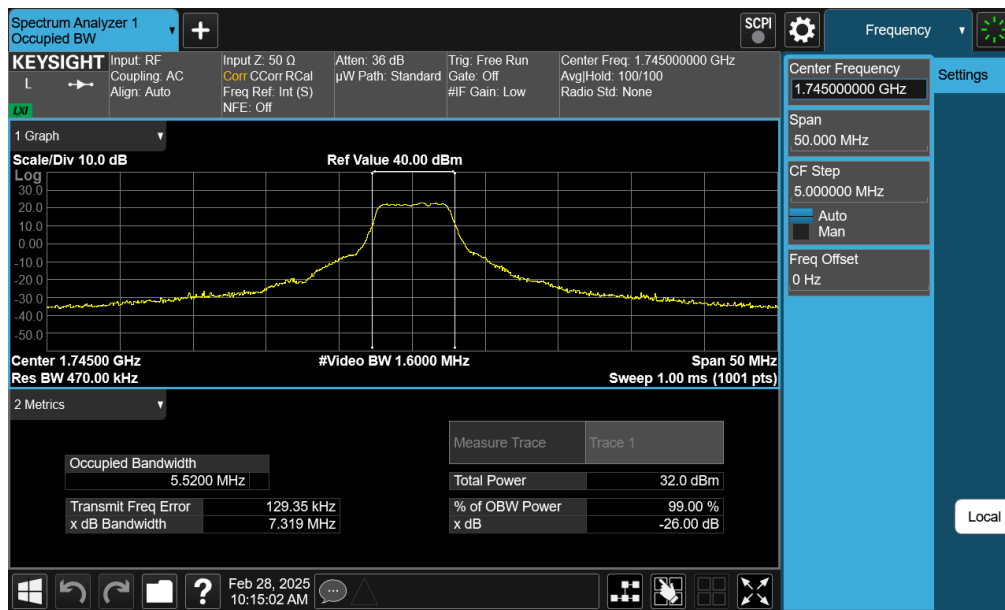 Spectrum Analyzer 1
Occupied BW
+
SCPI
Frequency
KEYSIGHT
L
LXI
Input: RF
Coupling: AC
Align: Auto
Input Z: 50 Ω
Corr CCorr RCal
Freq Ref: Int (S)
NFE: Off
Atten: 36 dB
µW Path: Standard
Trig: Free Run
Gate: Off
#IF Gain: Low
Center Freq: 1.745000000 GHz
Avg|Hold: 100/100
Radio Std: None
1 Graph
Scale/Div 10.0 dB
Ref Value 40.00 dBm
Log
30.0
20.0
10.0
0.00
-10.0
-20.0
-30.0
-40.0
-50.0
Center 1.74500 GHz
#Video BW 1.6000 MHz
Span 50 MHz
Res BW 470.00 kHz
Sweep 1.00 ms (1001 pts)
2 Metrics
Measure Trace
Trace 1
Occupied Bandwidth
5.5200 MHz
Total Power
32.0 dBm
Transmit Freq Error
129.35 kHz
% of OBW Power
99.00 %
x dB Bandwidth
7.319 MHz
x dB
-26.00 dB
Center Frequency
1.745000000 GHz
Settings
Span
50.000 MHz
CF Step
5.000000 MHz
Auto
Man
Freq Offset
0 Hz
Local
?
Feb 28, 2025
10:15:02 AM